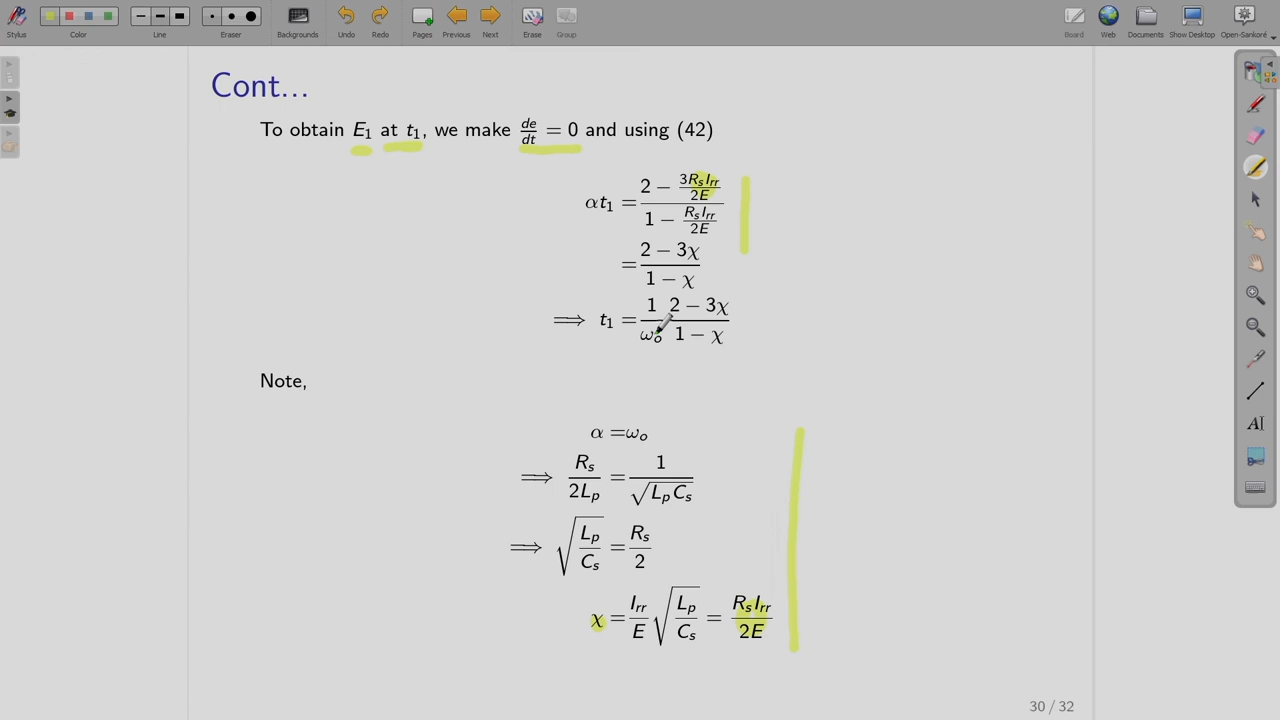 Stylus Color Line Eraser Backgrounds Undo Redo Pages Previous Next Erase Group Board Web Documents Show Desktop Open-Sankoré
Cont...
To obtain E₁ at t₁, we make de/dt = 0 and using (42)
αt₁ = (2 − 3RₛIᵣᵣ/2E) / (1 − RₛIᵣᵣ/2E)
= (2 − 3χ) / (1 − χ)
⟹ t₁ = (1/ωₒ) (2 − 3χ) / (1 − χ)
Note,
α = ωₒ
⟹ Rₛ/2Lₚ = 1/√(LₚCₛ)
⟹ √(Lₚ/Cₛ) = Rₛ/2
χ = (Iᵣᵣ/E) √(Lₚ/Cₛ) = RₛIᵣᵣ/2E
30 / 32